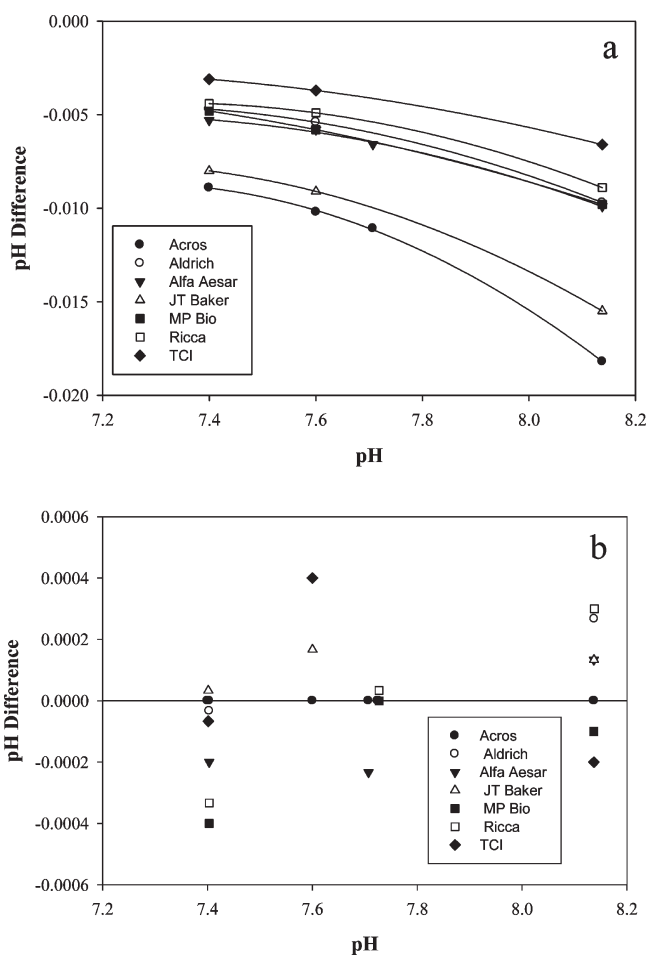 0.000
a
-0.005
-0.010
-0.015
-0.020
pH Difference
Acros
Aldrich
Alfa Aesar
JT Baker
MP Bio
Ricca
TCI
7.2 7.4 7.6 7.8 8.0 8.2
pH
0.0006
b
0.0004
0.0002
0.0000
-0.0002
-0.0004
-0.0006
pH Difference
Acros
Aldrich
Alfa Aesar
JT Baker
MP Bio
Ricca
TCI
7.2 7.4 7.6 7.8 8.0 8.2
pH